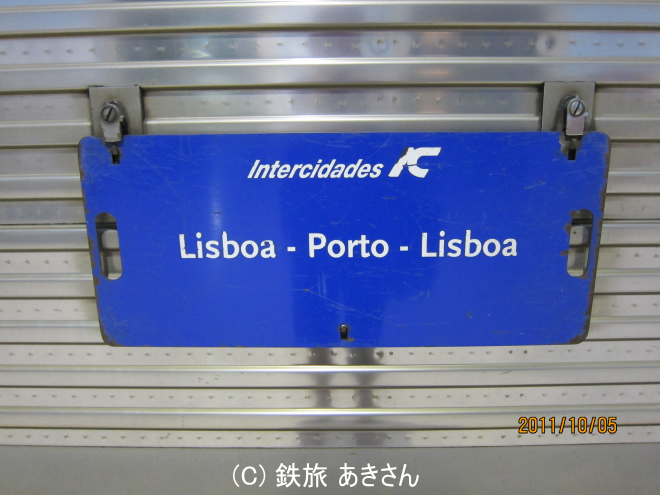 Intercidades IC
Lisboa - Porto - Lisboa
2011/10/05
(C) 鉄旅 あきさん